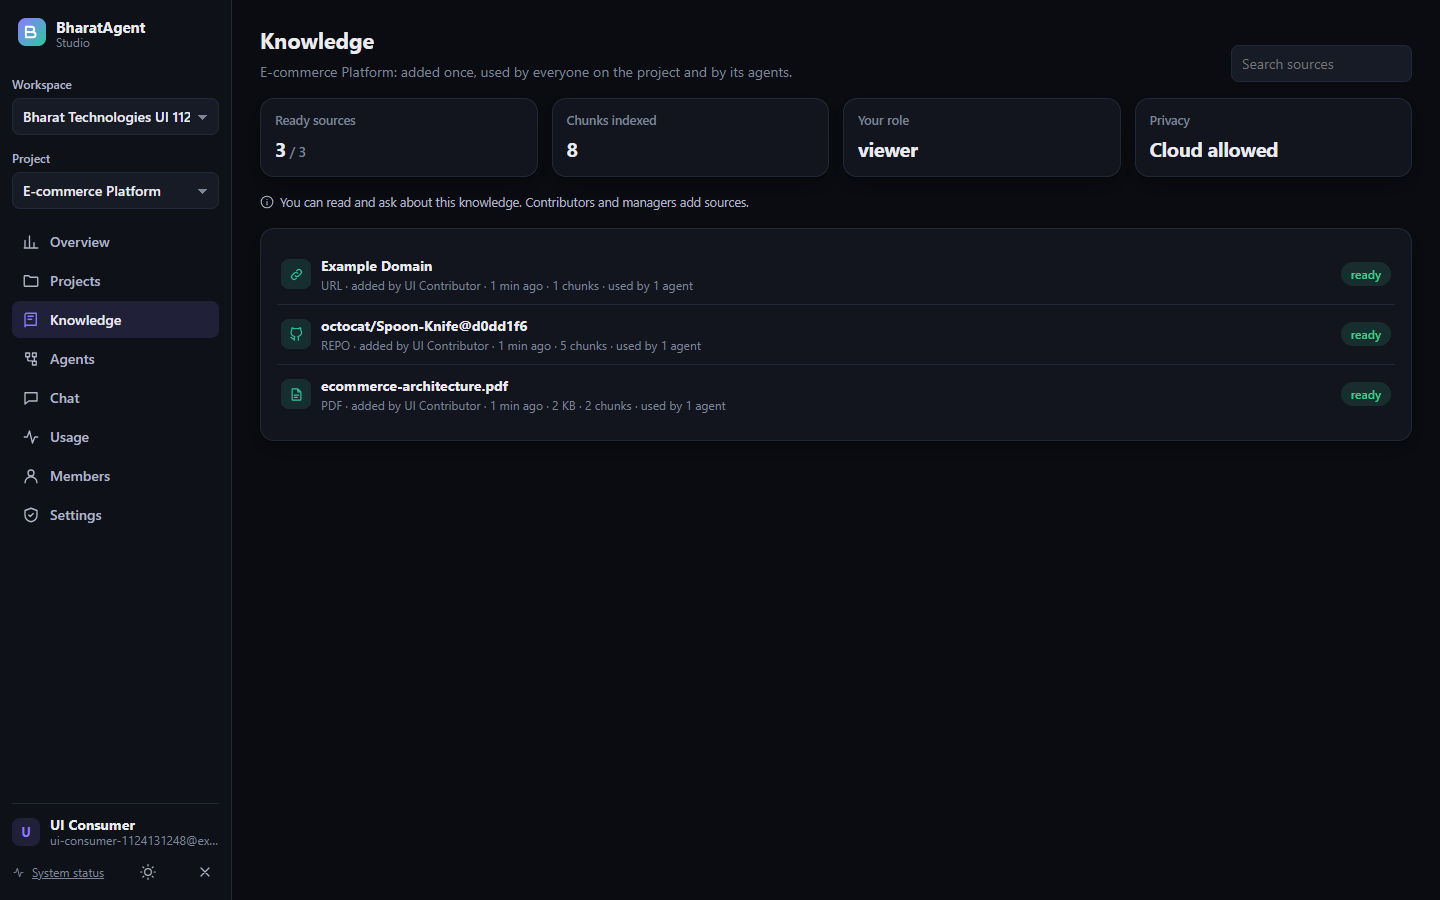 BharatAgent
Studio
Workspace
Bharat Technologies UI 112
Project
E-commerce Platform
Overview
Projects
Knowledge
Agents
Chat
Usage
Members
Settings
U
UI Consumer
ui-consumer-1124131248@ex...
System status
Knowledge
E-commerce Platform: added once, used by everyone on the project and by its agents.
Search sources
Ready sources
3 / 3
Chunks indexed
8
Your role
viewer
Privacy
Cloud allowed
You can read and ask about this knowledge. Contributors and managers add sources.
Example Domain
URL · added by UI Contributor · 1 min ago · 1 chunks · used by 1 agent
ready
octocat/Spoon-Knife@d0dd1f6
REPO · added by UI Contributor · 1 min ago · 5 chunks · used by 1 agent
ready
ecommerce-architecture.pdf
PDF · added by UI Contributor · 1 min ago · 2 KB · 2 chunks · used by 1 agent
ready